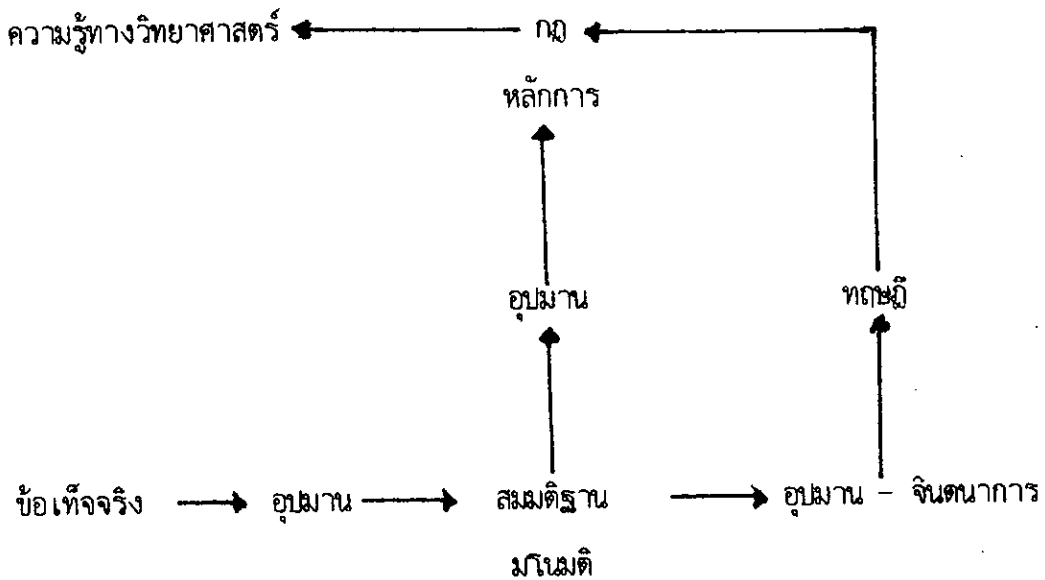 ความรู้ทางวิทยาศาสตร์ กฎ
หลักการ
อุปมาน ทฤษฎี
ข้อเท็จจริง อุปมาน สมมติฐาน อุปมาน - จินตนาการ
มโนมติ